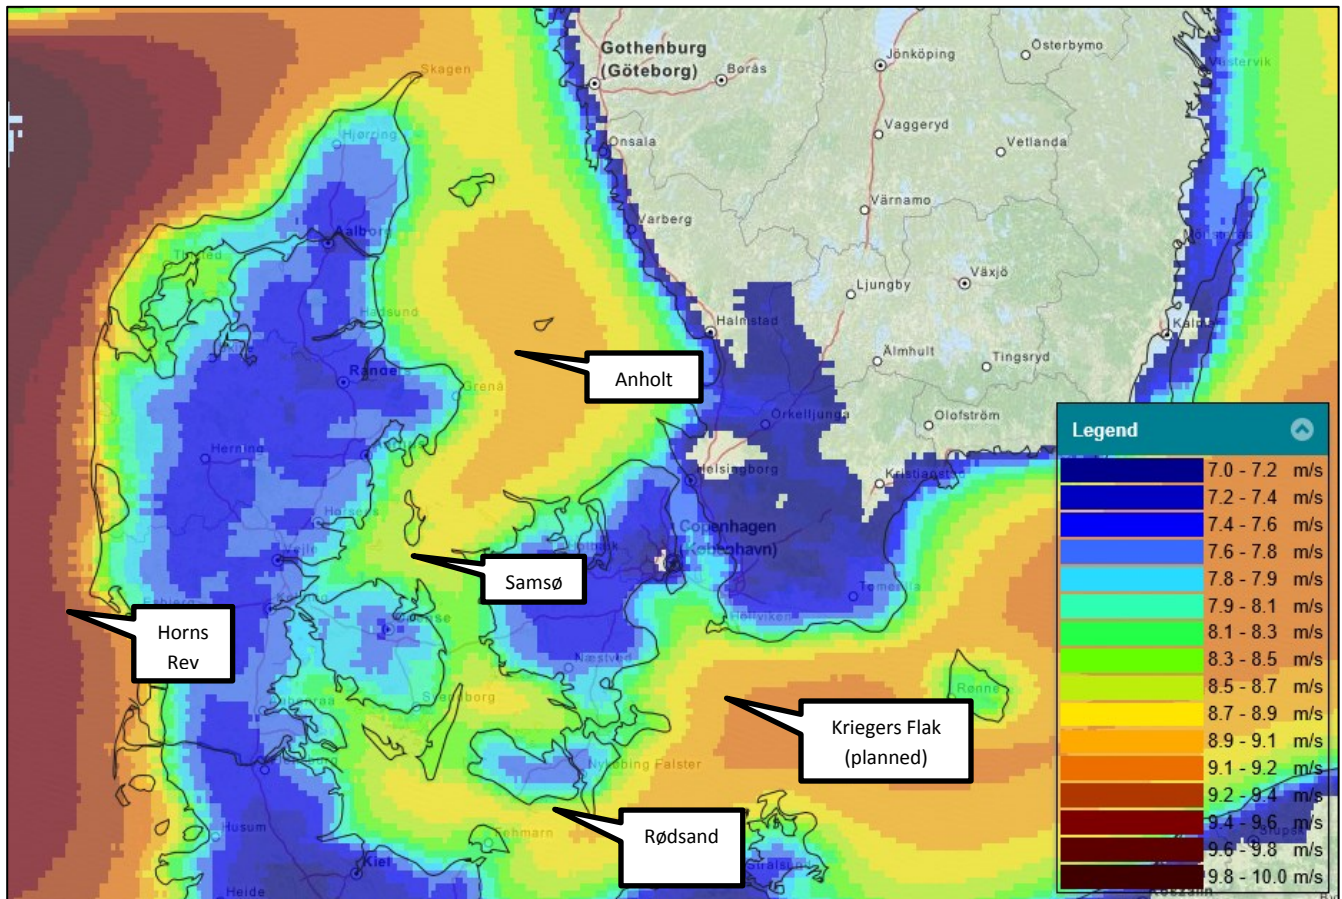 Skagen
Gothenburg
(Göteborg)
Borås
Jönköping
Österbymo
Västervik
Hjørring
Onsala
Vaggeryd
Vetlanda
Värnamo
Varberg
Aalborg
Thisted
Växjö
Ljungby
Hadsund
Halmstad
Kalmar
Anholt
Älmhult
Tingsryd
Randers
Grenå
Örkelljunga
Olofström
Herning
Helsingborg
Kristianstad
Horsens
Copenhagen
(København)
Vejle
Samsø
Tomelilla
Höllviken
Esbjerg
Odense
Horns
Rev
Næstved
Rønne
Svendborg
Kriegers Flak
(planned)
Nykøbing Falster
Rødsand
Husum
Fehmarn
Kiel
Stralsund
Heide
Legend
7.0 - 7.2 m/s
7.2 - 7.4 m/s
7.4 - 7.6 m/s
7.6 - 7.8 m/s
7.8 - 7.9 m/s
7.9 - 8.1 m/s
8.1 - 8.3 m/s
8.3 - 8.5 m/s
8.5 - 8.7 m/s
8.7 - 8.9 m/s
8.9 - 9.1 m/s
9.1 - 9.2 m/s
9.2 - 9.4 m/s
9.4 - 9.6 m/s
9.6 - 9.8 m/s
9.8 - 10.0 m/s
Słupsk
Koszalin